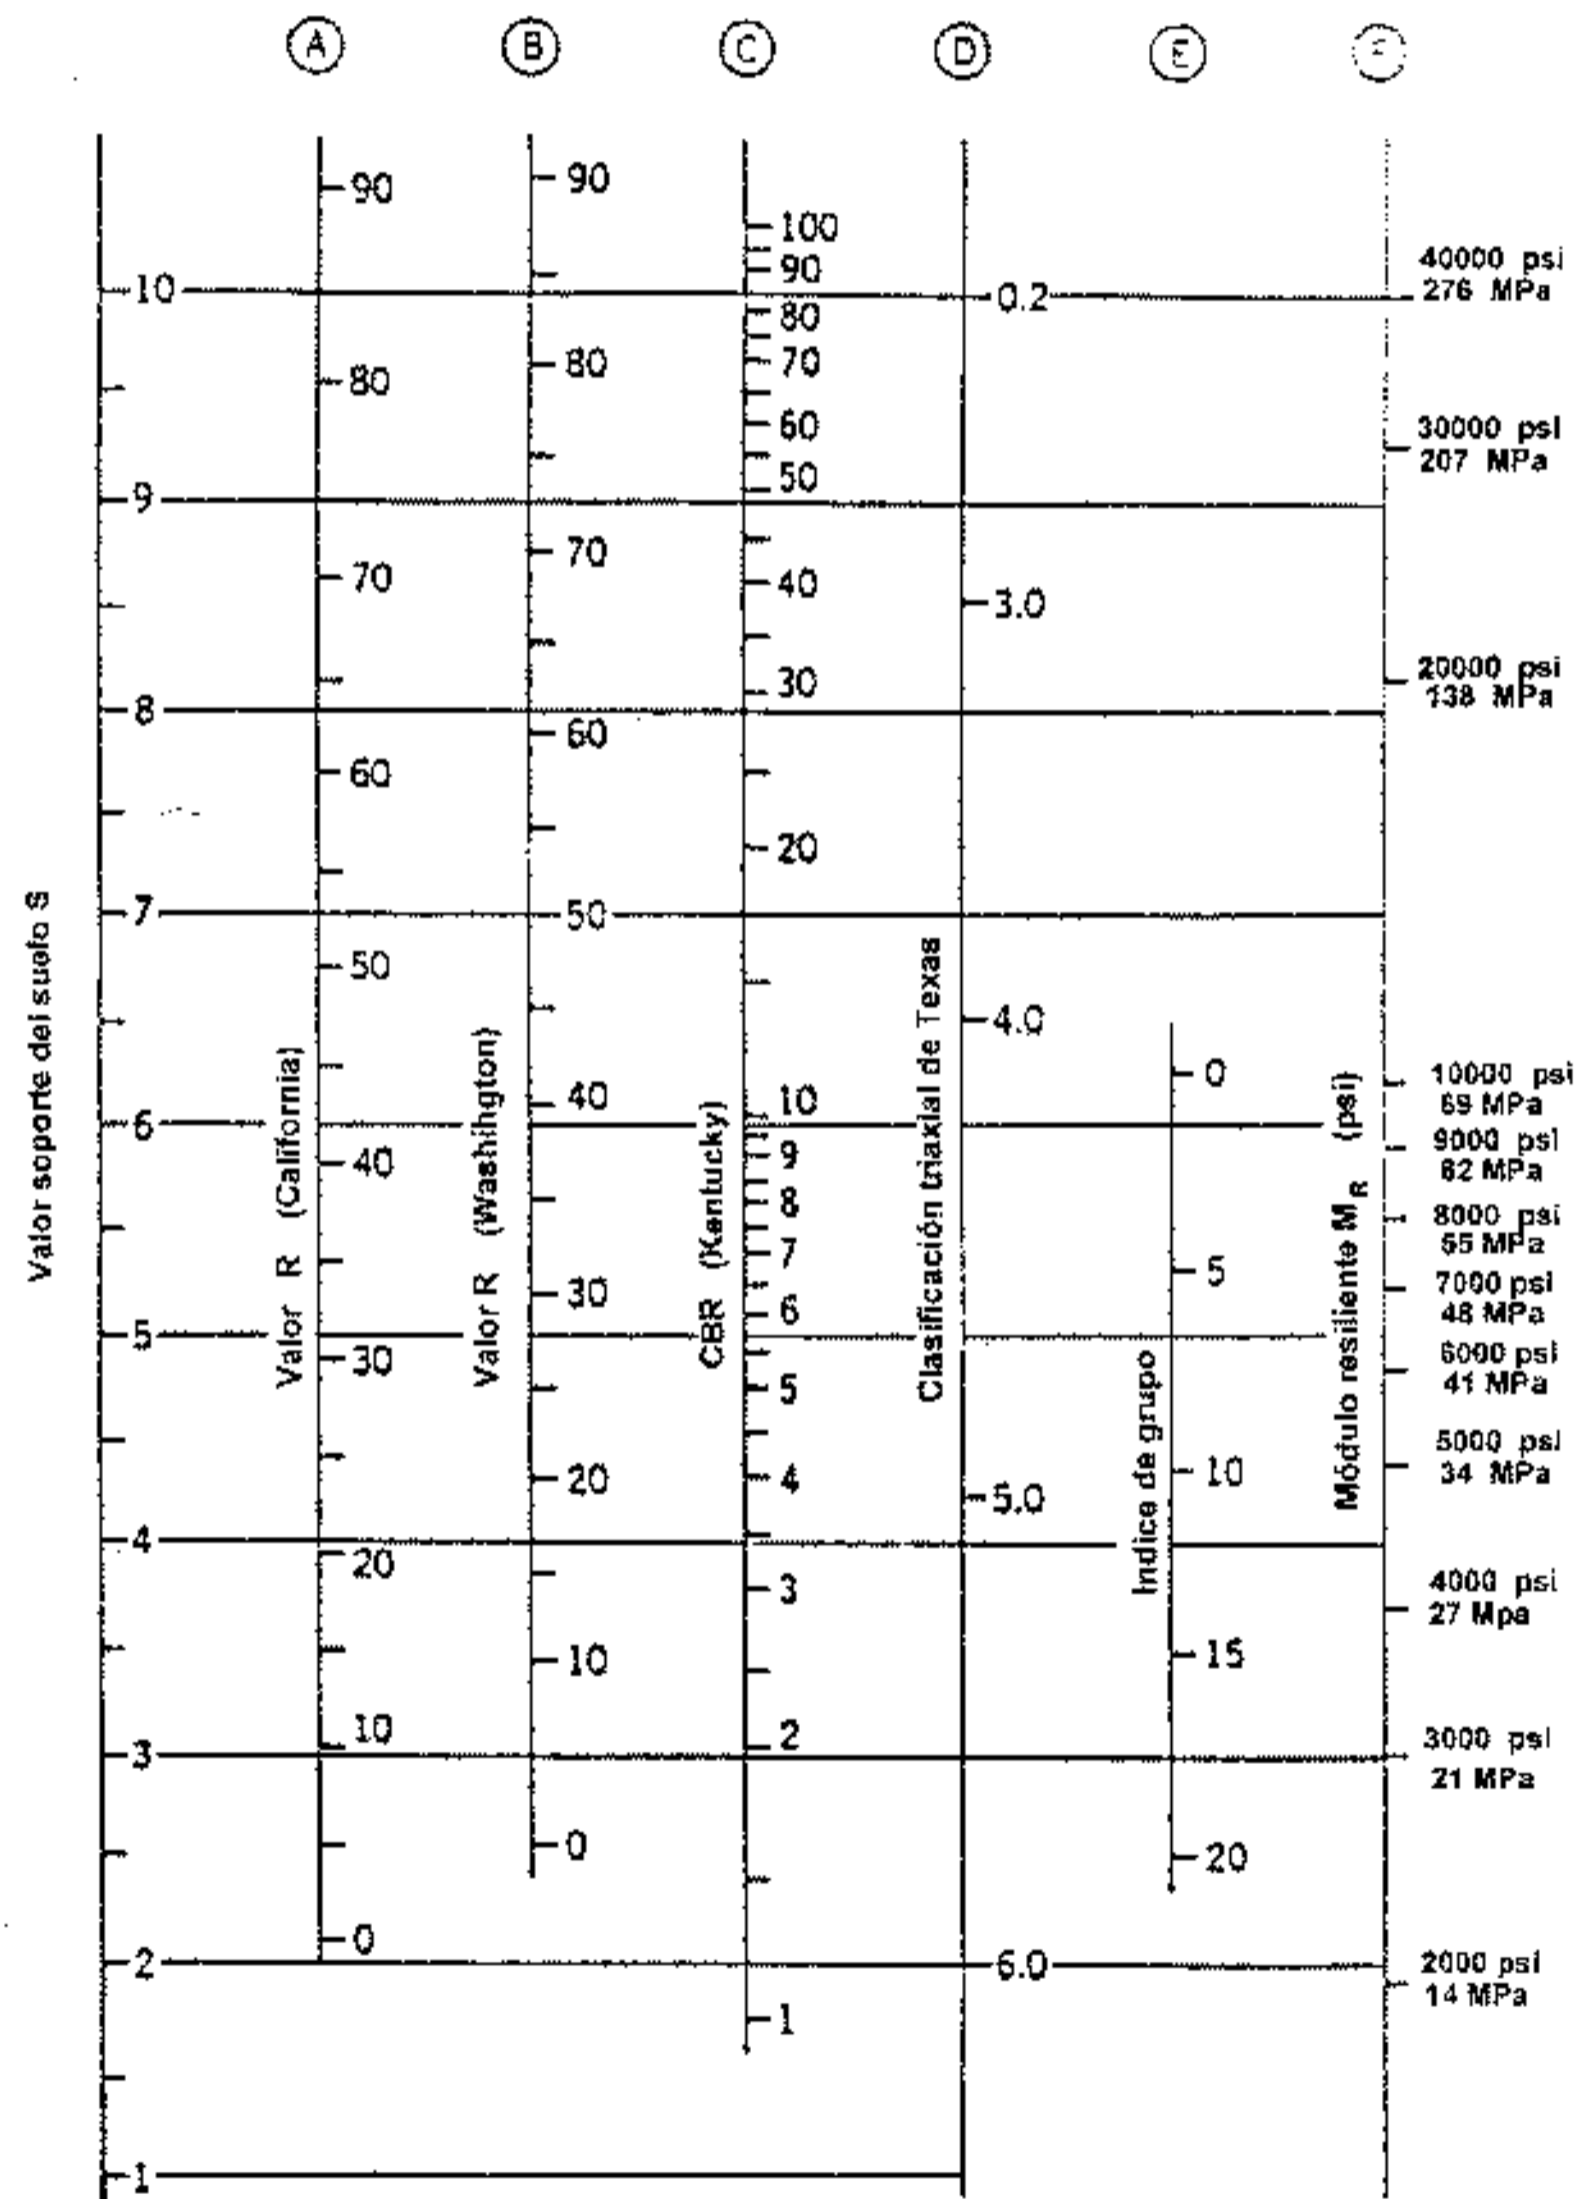 A B C D E F
Valor soporte del suelo S
10
9
8
7
6
5
4
3
2
1
Valor R (California)
90
80
70
60
50
40
30
20
10
0
Valor R (Washington)
90
80
70
60
50
40
30
20
10
0
CBR (Kentucky)
100
90
80
70
60
50
40
30
20
10
9
8
7
6
5
4
3
2
1
Clasificación triaxial de Texas
0.2
3.0
4.0
5.0
6.0
Indice de grupo
0
5
10
15
20
Módulo resiliente MR (psi)
40000 psi
276 MPa
30000 psi
207 MPa
20000 psi
138 MPa
10000 psi
69 MPa
9000 psi
62 MPa
8000 psi
55 MPa
7000 psi
48 MPa
6000 psi
41 MPa
5000 psi
34 MPa
4000 psi
27 Mpa
3000 psi
21 MPa
2000 psi
14 MPa